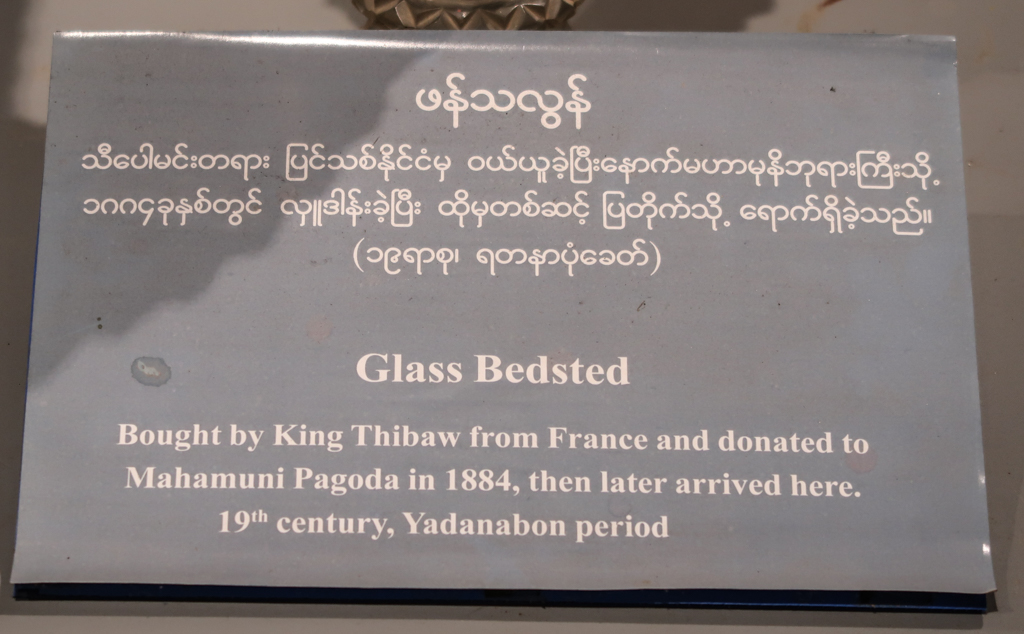 ဖန်သလွန်
သီပေါမင်းတရား ပြင်သစ်နိုင်ငံမှ ဝယ်ယူခဲ့ပြီးနောက်မဟာမုနိဘုရားကြီးသို့
၁၈၈၄ခုနှစ်တွင် လှူဒါန်းခဲ့ပြီး ထိုမှတစ်ဆင့် ပြတိုက်သို့ ရောက်ရှိခဲ့သည်။
(၁၉ရာစု၊ ရတနာပုံခေတ်)
Glass Bedsted
Bought by King Thibaw from France and donated to
Mahamuni Pagoda in 1884, then later arrived here.
19th century, Yadanabon period